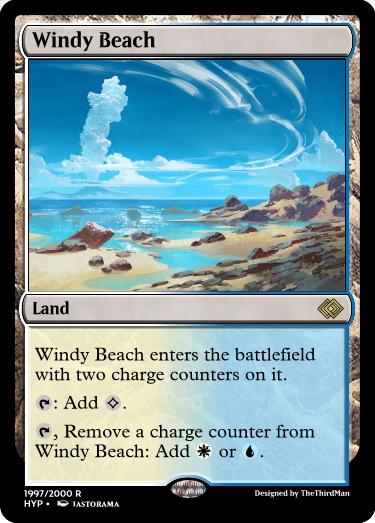 Windy Beach
Land
Windy Beach enters the battlefield
with two charge counters on it.
: Add .
, Remove a charge counter from
Windy Beach: Add or .
1997/2000 R
Designed by TheThirdMan
HYP • JASTORAMA